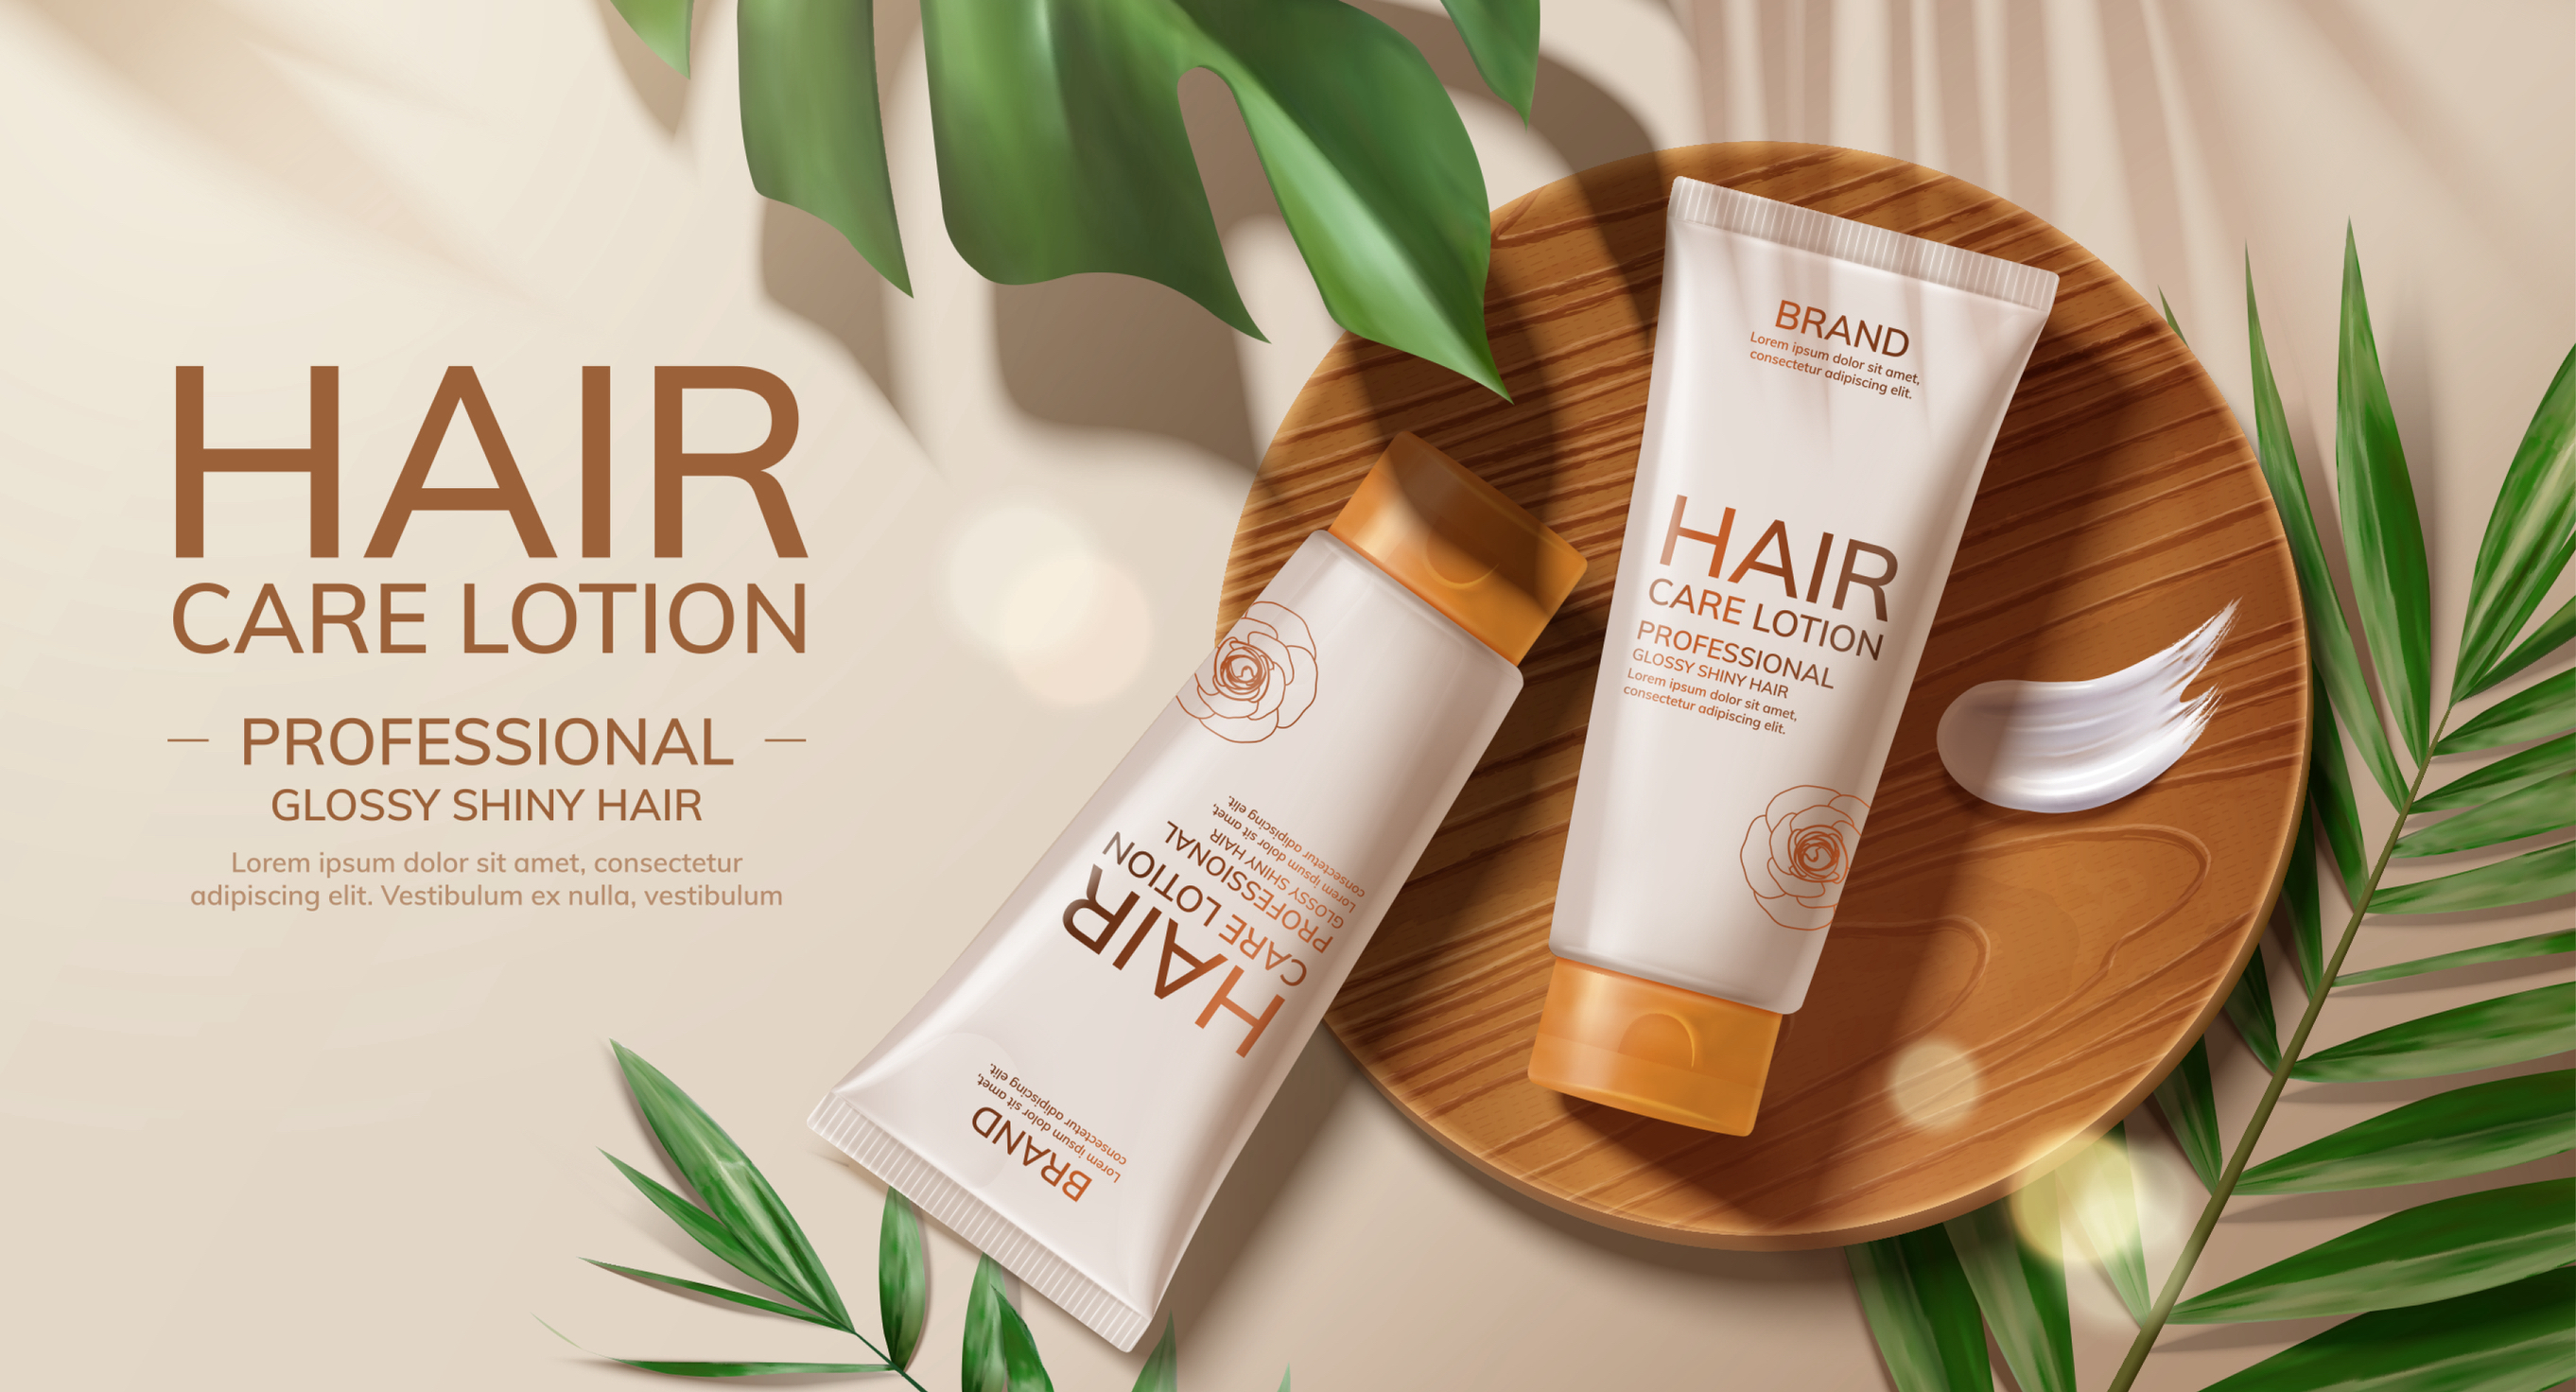 HAIR
CARE LOTION
PROFESSIONAL
GLOSSY SHINY HAIR
Lorem ipsum dolor sit amet, consectetur
adipiscing elit. Vestibulum ex nulla, vestibulum
BRAND
Lorem ipsum dolor sit amet,
consectetur adipiscing elit.
HAIR
CARE LOTION
PROFESSIONAL
GLOSSY SHINY HAIR
Lorem ipsum dolor sit amet,
consectetur adipiscing elit.
BRAND
Lorem ipsum dolor sit amet,
consectetur adipiscing elit.
HAIR
CARE LOTION
PROFESSIONAL
GLOSSY SHINY HAIR
Lorem ipsum dolor sit amet,
consectetur adipiscing elit.